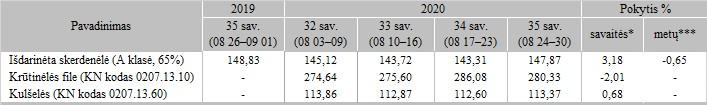 Pavadinimas 2019 2020 Pokytis %
35 sav. (08 26–09 01) 32 sav. (08 03–09) 33 sav. (08 10–16) 34 sav. (08 17–23) 35 sav. (08 24–30) savaitės* metų***
Išdarinėta skerdenėlė (A klasė, 65%) 148,83 145,12 143,72 143,31 147,87 3,18 -0,65
Krūtinėlės file (KN kodas 0207.13.10) - 274,64 275,60 286,08 280,33 -2,01 -
Kulšelės (KN kodas 0207.13.60) - 113,86 112,87 112,60 113,37 0,68 -